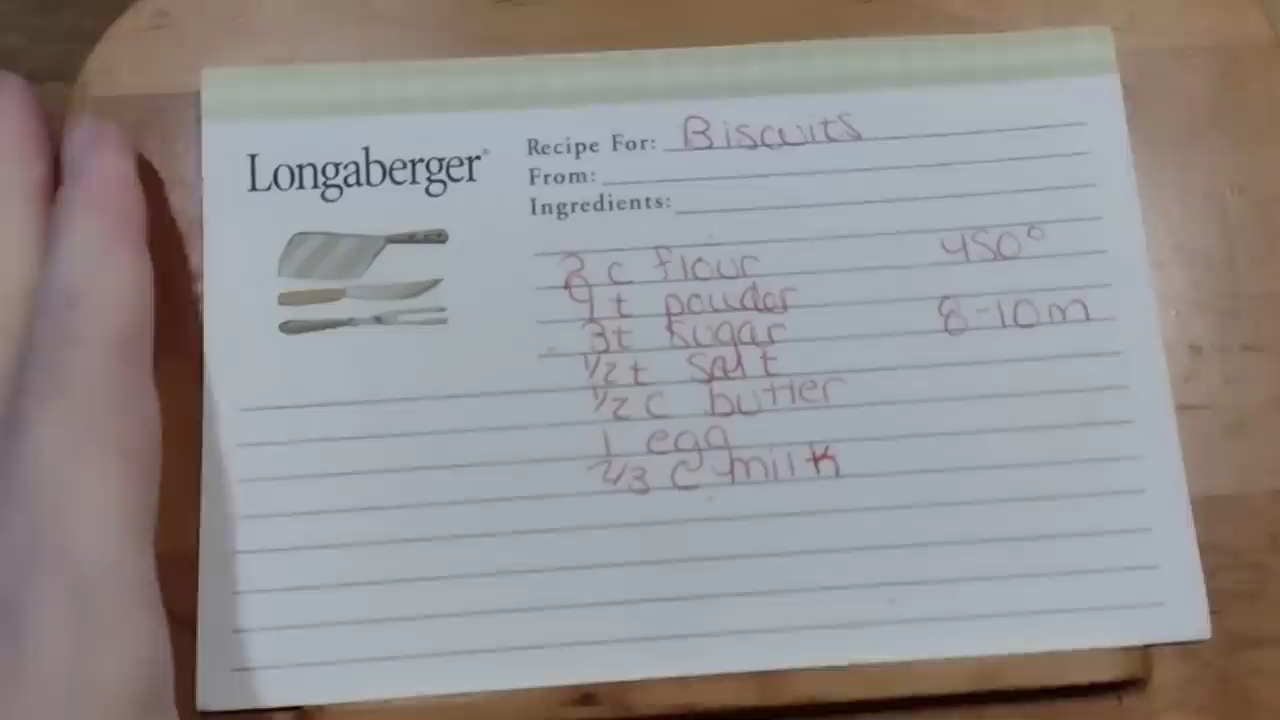 Longaberger®
Recipe For: Biscuits
From:
Ingredients:
2 c flour
4 t powder
3t sugar
1/2 t salt
1/2 c butter
1 egg
2/3 c milk
450°
8-10m